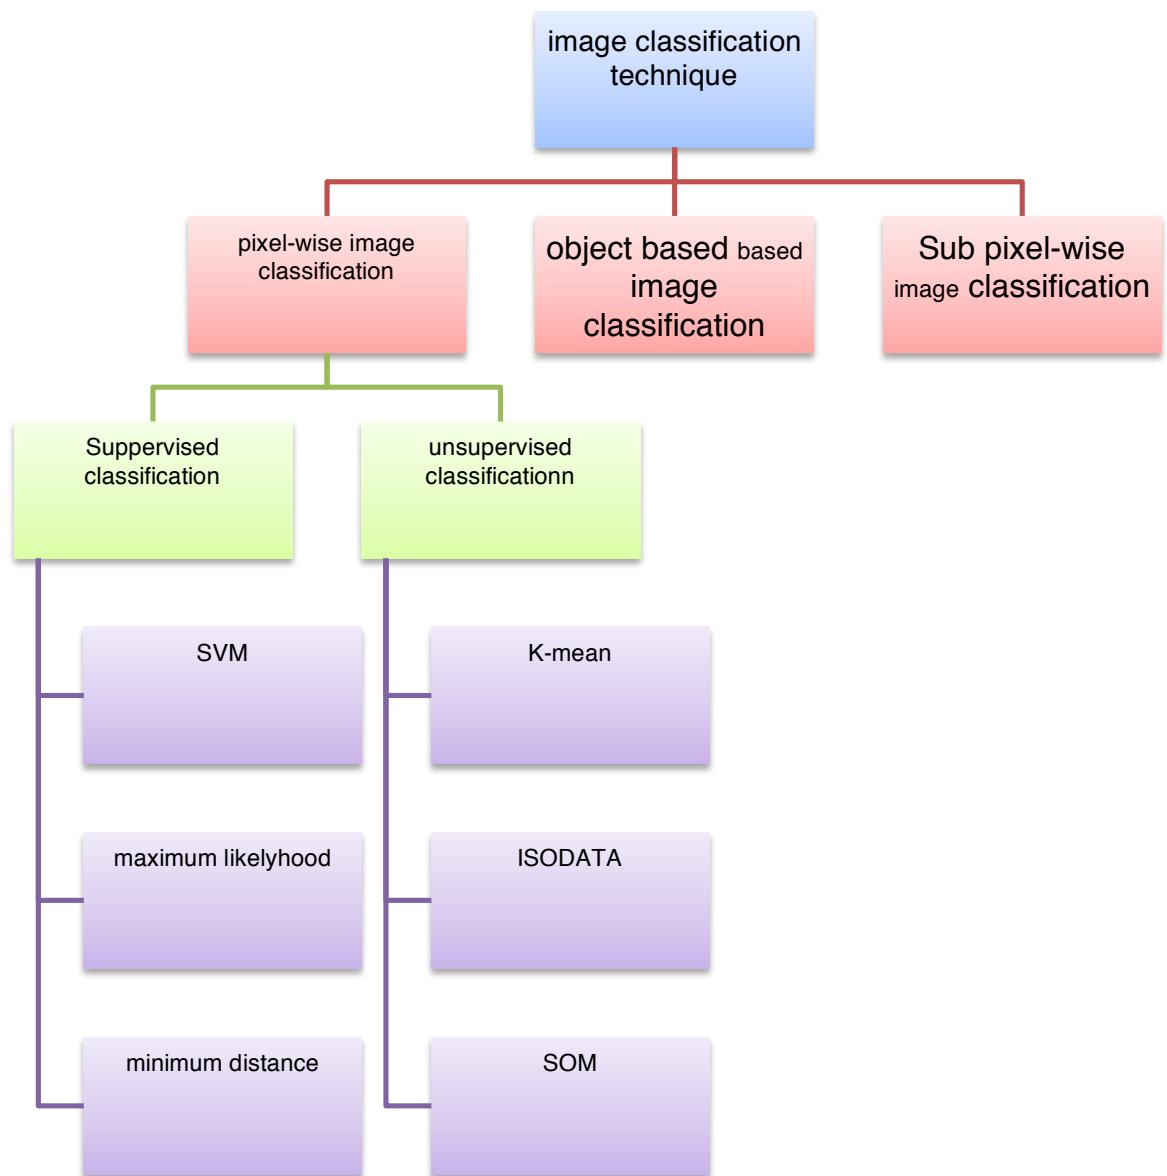 image classification
technique
pixel-wise image
classification
object based based
image
classification
Sub pixel-wise
image classification
Suppervised
classification
unsupervised
classificationn
SVM
K-mean
maximum likelyhood
ISODATA
minimum distance
SOM